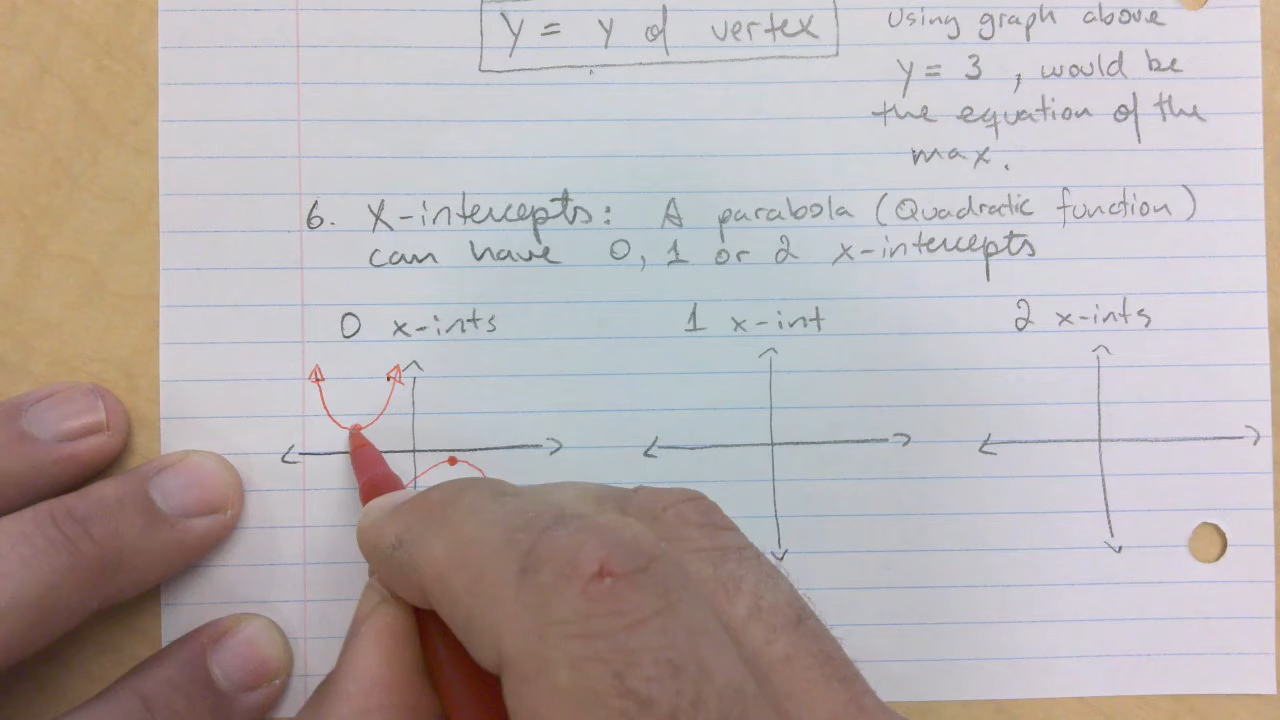 y = y of vertex
Using graph above
y = 3 , would be
the equation of the
max.
6. X-intercepts: A parabola (Quadratic function)
can have 0, 1 or 2 x-intercepts
0 x-ints
1 x-int
2 x-ints